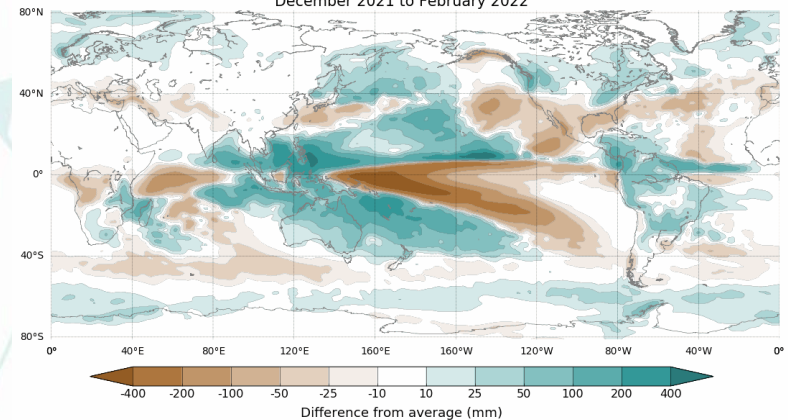 December 2021 to February 2022
80°N
40°N
0°
40°S
80°S
0° 40°E 80°E 120°E 160°E 160°W 120°W 80°W 40°W 0°
-400 -200 -100 -50 -25 -10 10 25 50 100 200 400
Difference from average (mm)